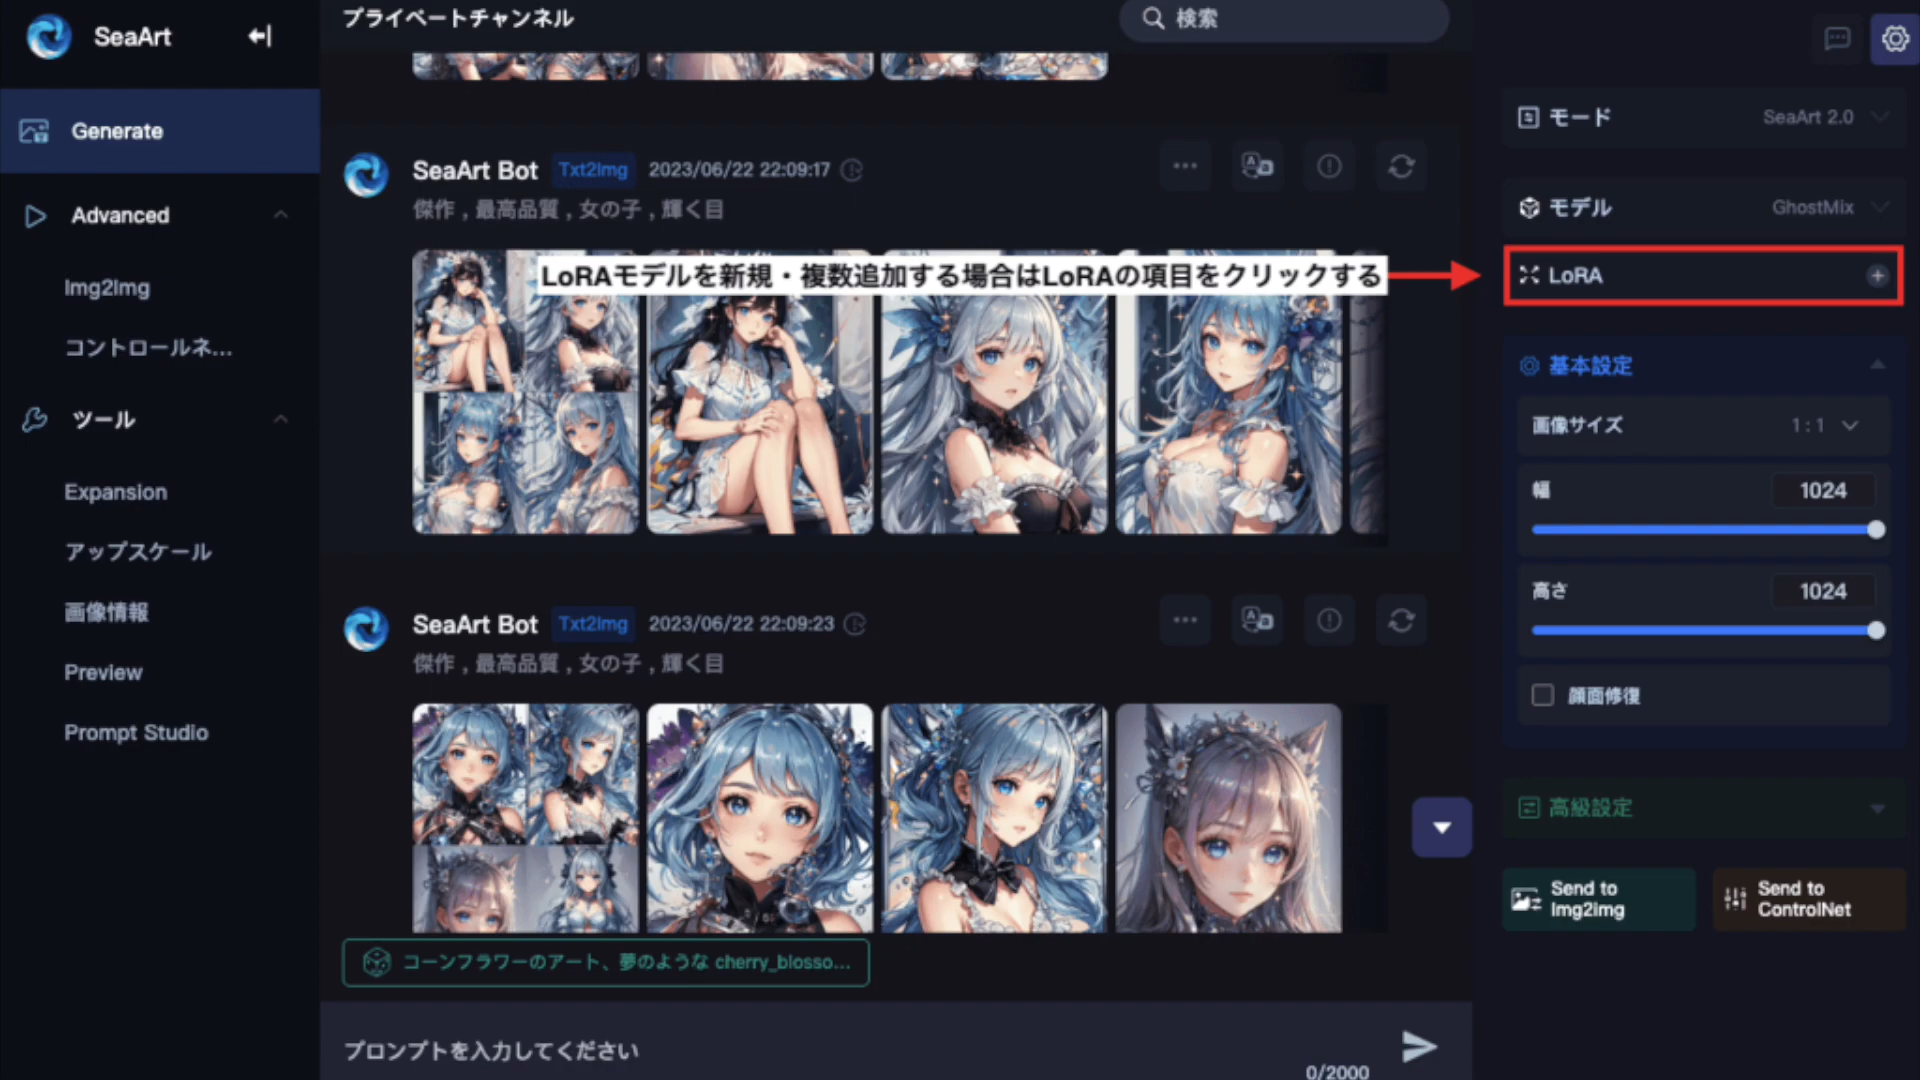 SeaArt
Generate
Advanced
Img2Img
コントロールネ...
ツール
Expansion
アップスケール
画像情報
Preview
Prompt Studio
プライベートチャンネル
検索
SeaArt Bot Txt2Img 2023/06/22 22:09:17
傑作 , 最高品質 , 女の子 , 輝く目
LoRAモデルを新規・複数追加する場合はLoRAの項目をクリックする
SeaArt Bot Txt2Img 2023/06/22 22:09:23
傑作 , 最高品質 , 女の子 , 輝く目
コーンフラワーのアート、夢のような cherry_blosso...
プロンプトを入力してください
0/2000
モード SeaArt 2.0
モデル GhostMix
LoRA
基本設定
画像サイズ 1 : 1
幅 1024
高さ 1024
顔面修復
高級設定
Send to
Img2Img
Send to
ControlNet